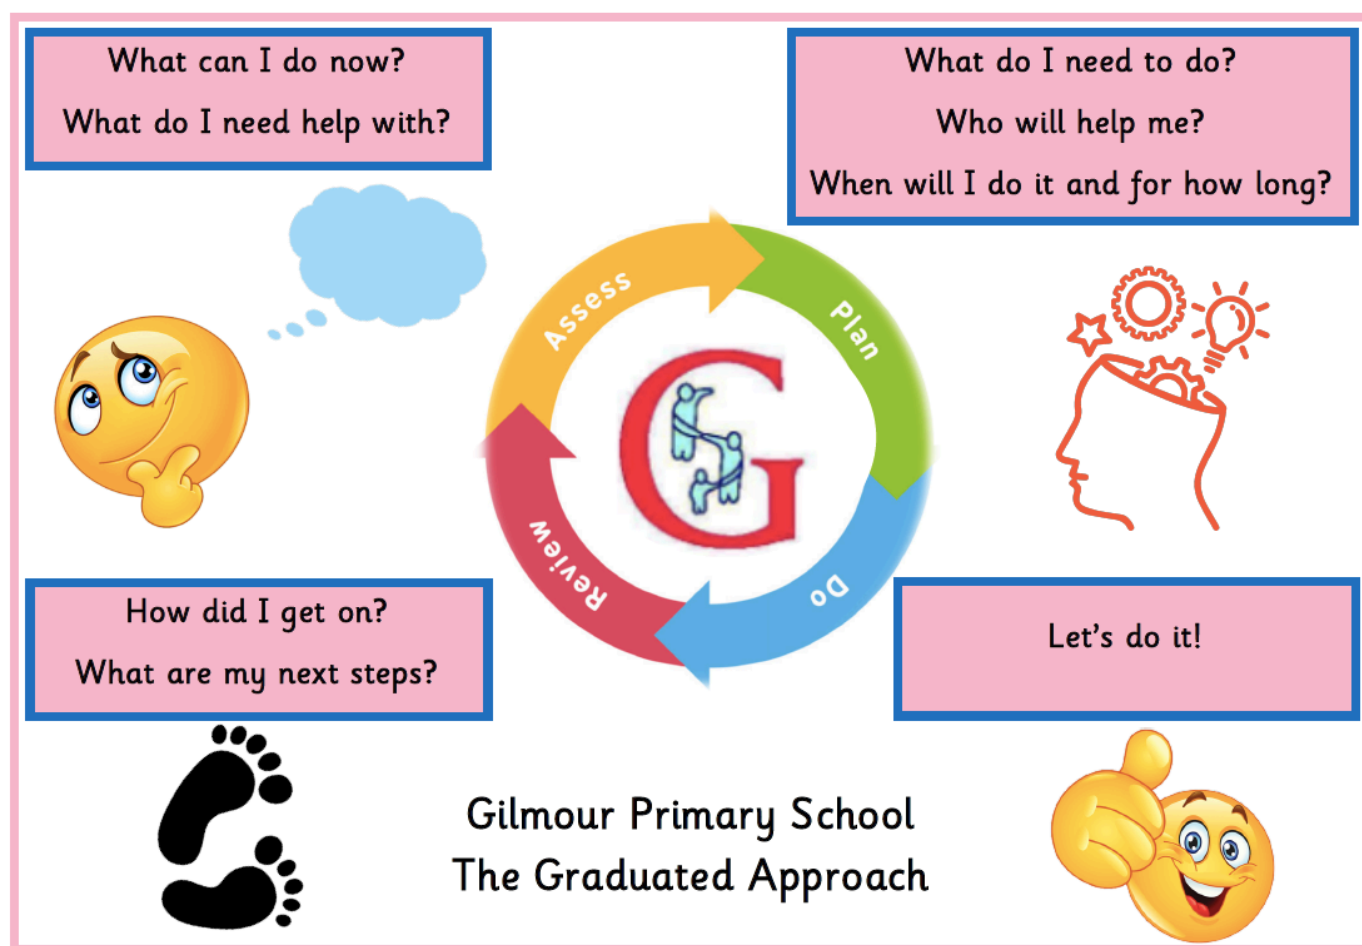 What can I do now?
What do I need help with?
What do I need to do?
Who will help me?
When will I do it and for how long?
Assess
Plan
Do
Review
G
How did I get on?
What are my next steps?
Let's do it!
Gilmour Primary School
The Graduated Approach